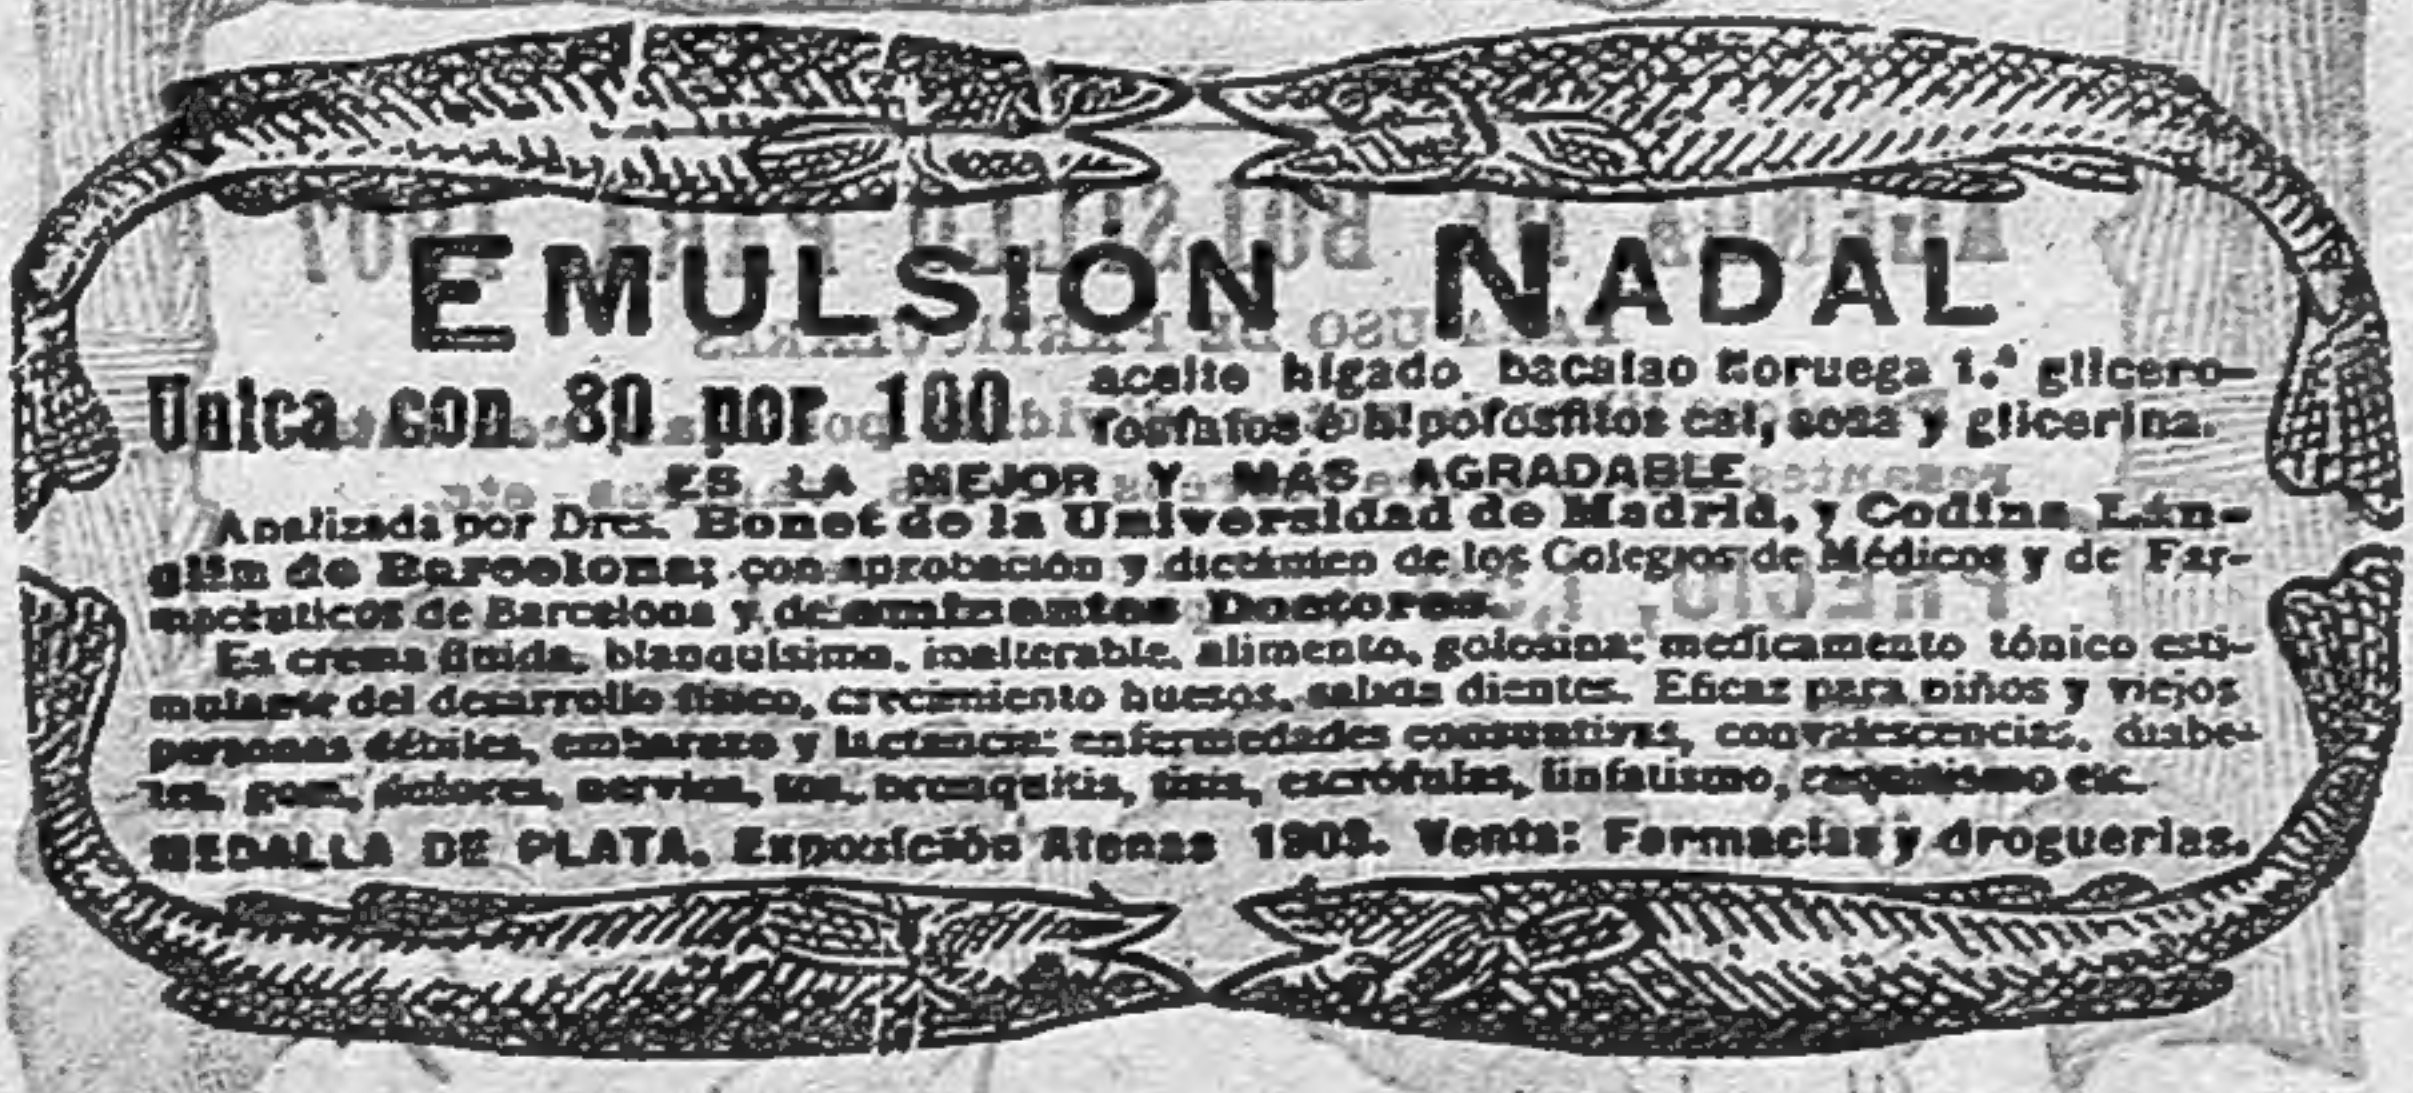 EMULSIÓN NADAL
Unica con 80 por 100 aceite hígado bacalao Noruega 1.ª glicero-
fosfatos é hipofosfitos cal, sosa y glicerina.
ES LA MEJOR Y MÁS AGRADABLE
Analizada por Dres. Bonet de la Universidad de Madrid, y Codina Län-
glin de Barcelona; con aprobación y dictámen de los Colegios de Médicos y de Far-
macéuticos de Barcelona y de eminentes Doctores.
Es crema fluida, blanquísima, inalterable, alimento, golosina; medicamento tónico esti-
mulante del desarrollo físico, crecimiento huesos, salida dientes. Eficaz para niños y viejos
personas débiles, embarazo y lactancia: enfermedades consuntivas, convalescencias, diabe-
tes, gota, dolores, nervios, tos, bronquitis, tisis, escrófulas, linfatismo, raquitismo etc.
MEDALLA DE PLATA. Exposición Atenas 1903. Venta: Farmacias y droguerias.